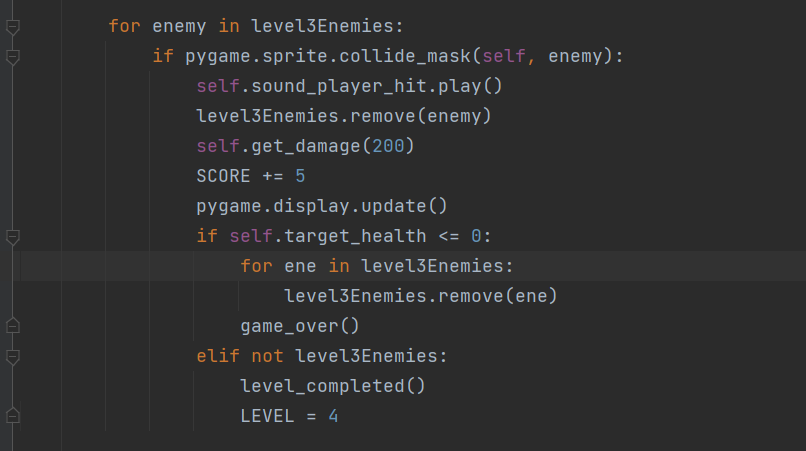 for enemy in level3Enemies:
    if pygame.sprite.collide_mask(self, enemy):
        self.sound_player_hit.play()
        level3Enemies.remove(enemy)
        self.get_damage(200)
        SCORE += 5
        pygame.display.update()
        if self.target_health <= 0:
            for ene in level3Enemies:
                level3Enemies.remove(ene)
            game_over()
        elif not level3Enemies:
            level_completed()
            LEVEL = 4